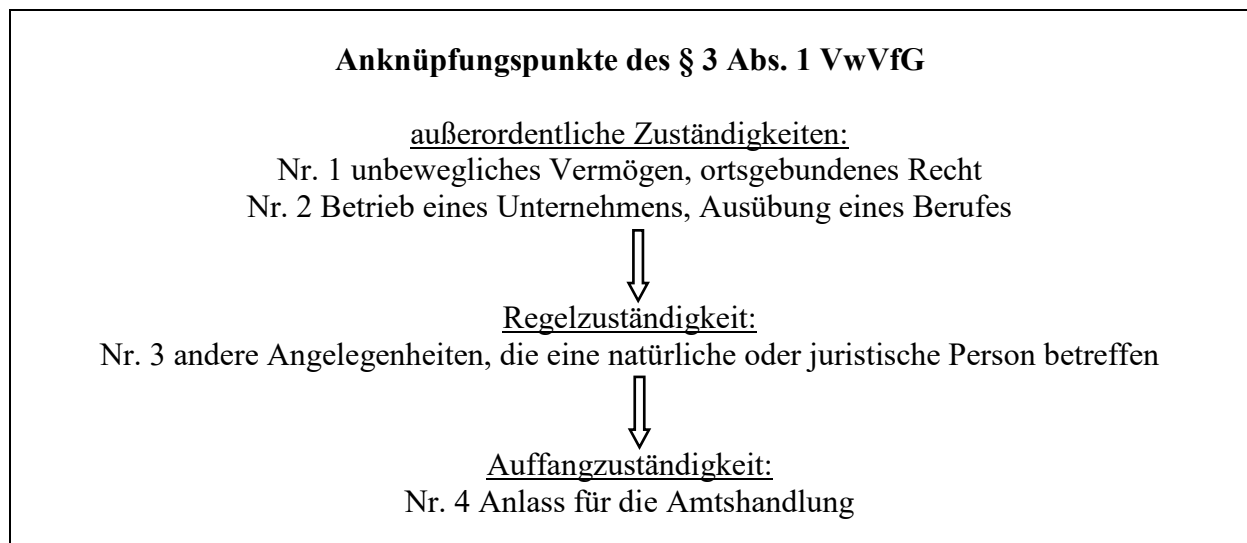 Anknüpfungspunkte des § 3 Abs. 1 VwVfG
außerordentliche Zuständigkeiten:
Nr. 1 unbewegliches Vermögen, ortsgebundenes Recht
Nr. 2 Betrieb eines Unternehmens, Ausübung eines Berufes
Regelzuständigkeit:
Nr. 3 andere Angelegenheiten, die eine natürliche oder juristische Person betreffen
Auffangzuständigkeit:
Nr. 4 Anlass für die Amtshandlung